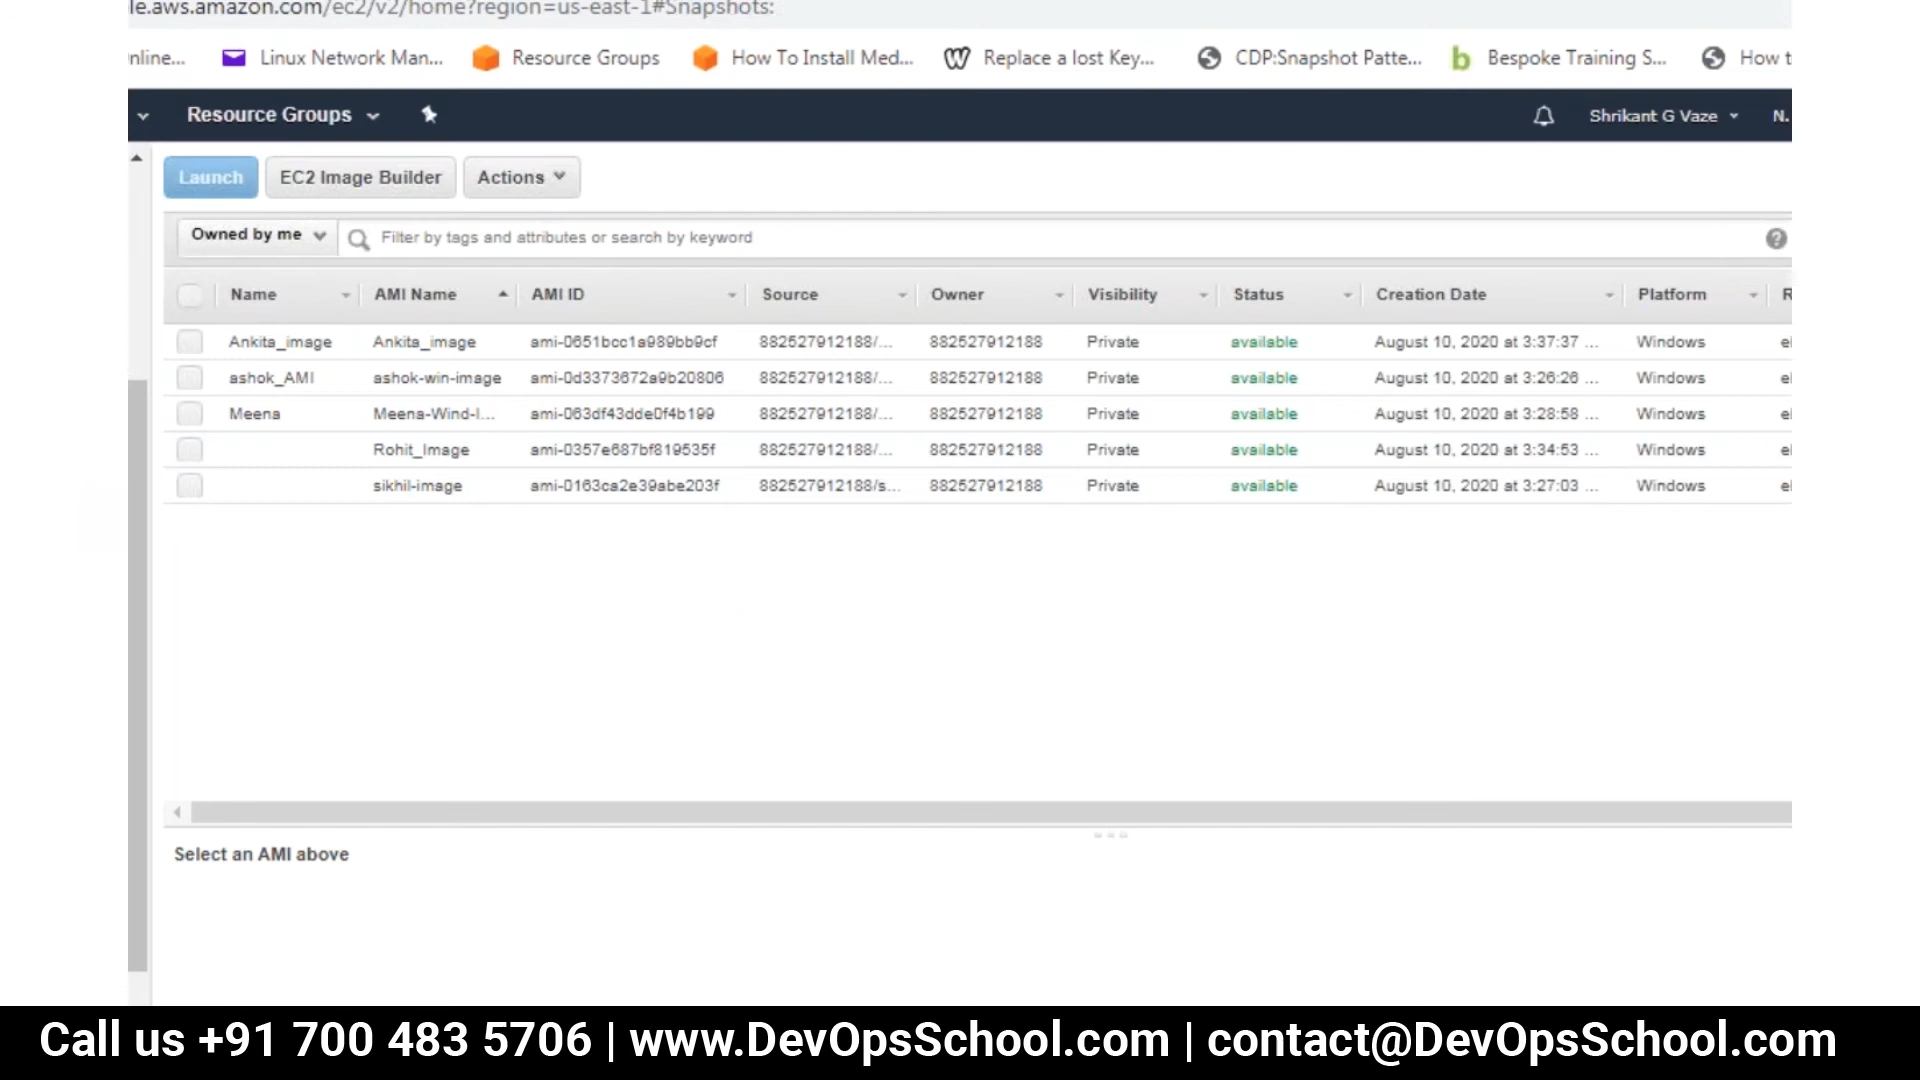 le.aws.amazon.com/ec2/v2/home?region=us-east-1#Snapshots:
nline... Linux Network Man... Resource Groups How To Install Med... Replace a lost Key... CDP:Snapshot Patte... Bespoke Training S... How t
Resource Groups Shrikant G Vaze N.
Launch EC2 Image Builder Actions
Owned by me Filter by tags and attributes or search by keyword
Name AMI Name AMI ID Source Owner Visibility Status Creation Date Platform R
Ankita_image Ankita_image ami-0651bcc1a989bb9cf 882527912188/... 882527912188 Private available August 10, 2020 at 3:37:37 ... Windows el
ashok_AMI ashok-win-image ami-0d3373672a9b20806 882527912188/... 882527912188 Private available August 10, 2020 at 3:26:26 ... Windows el
Meena Meena-Wind-I... ami-063df43dde0f4b199 882527912188/... 882527912188 Private available August 10, 2020 at 3:28:58 ... Windows el
Rohit_Image ami-0357e687bf819535f 882527912188/... 882527912188 Private available August 10, 2020 at 3:34:53 ... Windows el
sikhil-image ami-0163ca2e39abe203f 882527912188/s... 882527912188 Private available August 10, 2020 at 3:27:03 ... Windows el
Select an AMI above
Call us +91 700 483 5706 | www.DevOpsSchool.com | contact@DevOpsSchool.com